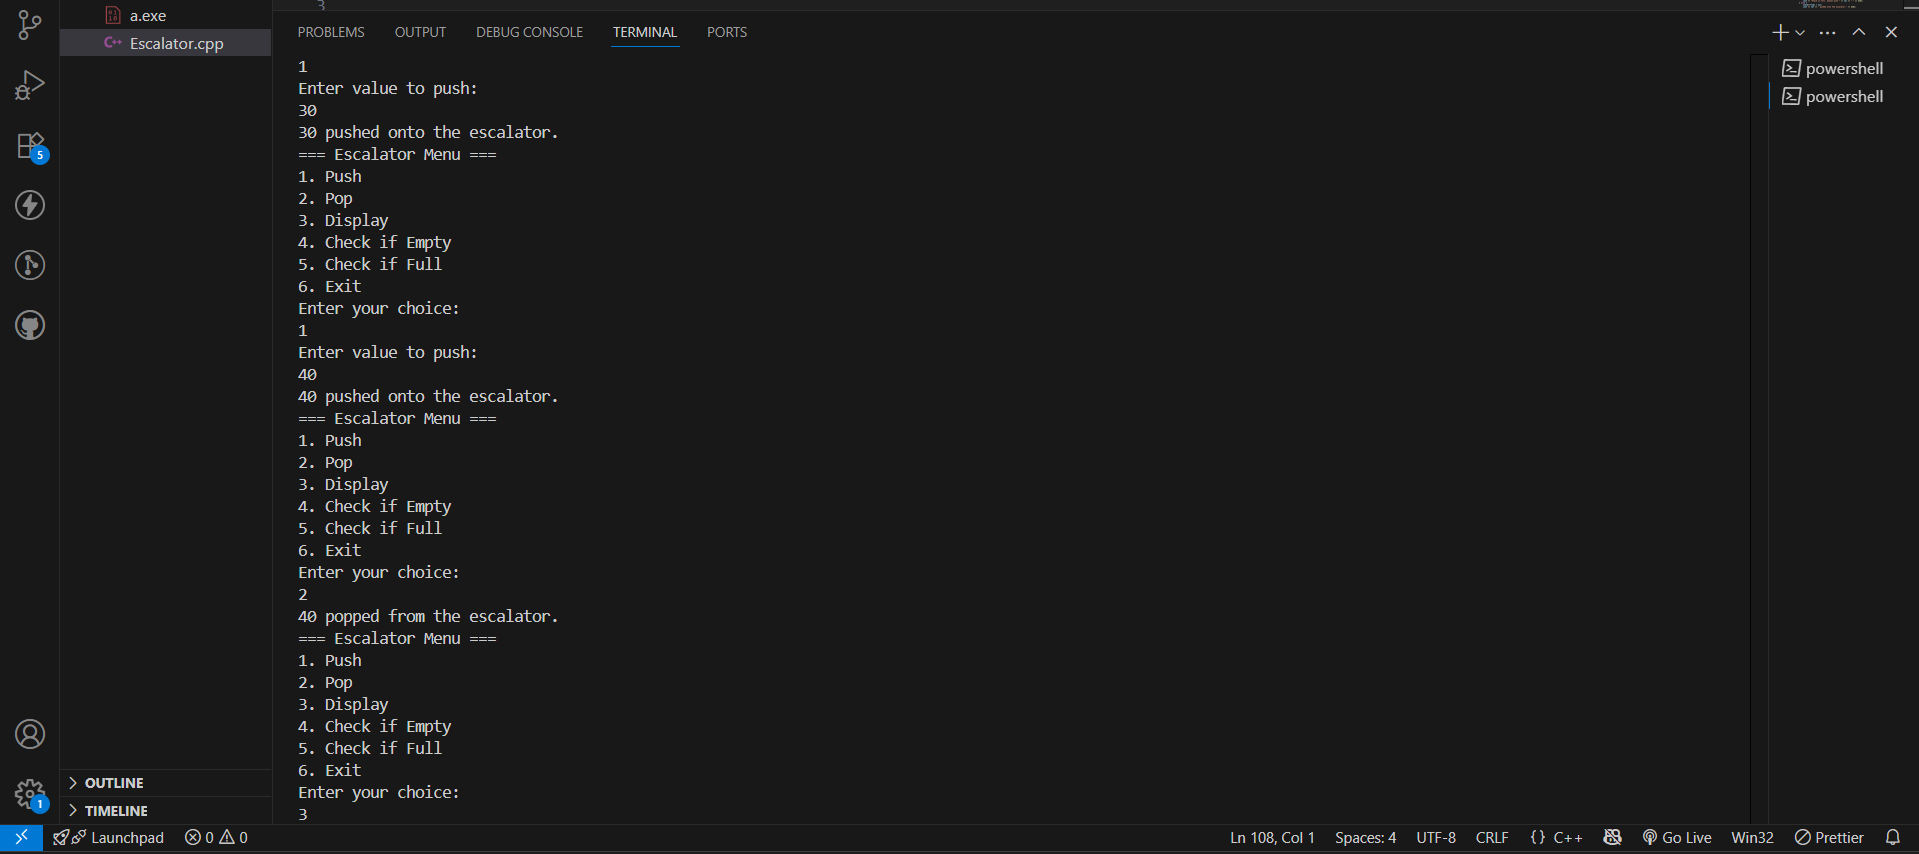 a.exe
Escalator.cpp
OUTLINE
TIMELINE
3
PROBLEMS OUTPUT DEBUG CONSOLE TERMINAL PORTS
1
Enter value to push:
30
30 pushed onto the escalator.
=== Escalator Menu ===
1. Push
2. Pop
3. Display
4. Check if Empty
5. Check if Full
6. Exit
Enter your choice:
1
Enter value to push:
40
40 pushed onto the escalator.
=== Escalator Menu ===
1. Push
2. Pop
3. Display
4. Check if Empty
5. Check if Full
6. Exit
Enter your choice:
2
40 popped from the escalator.
=== Escalator Menu ===
1. Push
2. Pop
3. Display
4. Check if Empty
5. Check if Full
6. Exit
Enter your choice:
3
powershell
powershell
5
1
Launchpad 0 0 Ln 108, Col 1 Spaces: 4 UTF-8 CRLF {} C++ Go Live Win32 Prettier